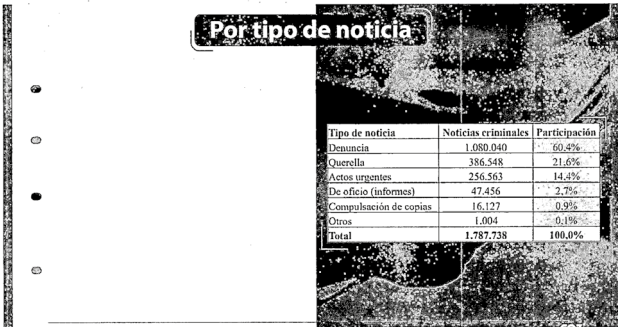 Por tipo de noticia
Tipo de noticia Noticias criminales Participación
Denuncia 1.080.040 60.4%
Querella 386.548 21.6%
Actos urgentes 256.563 14.4%
De oficio (informes) 47.456 2.7%
Compulsación de copias 16.127 0.9%
Otros 1.004 0.1%
Total 1.787.738 100.0%